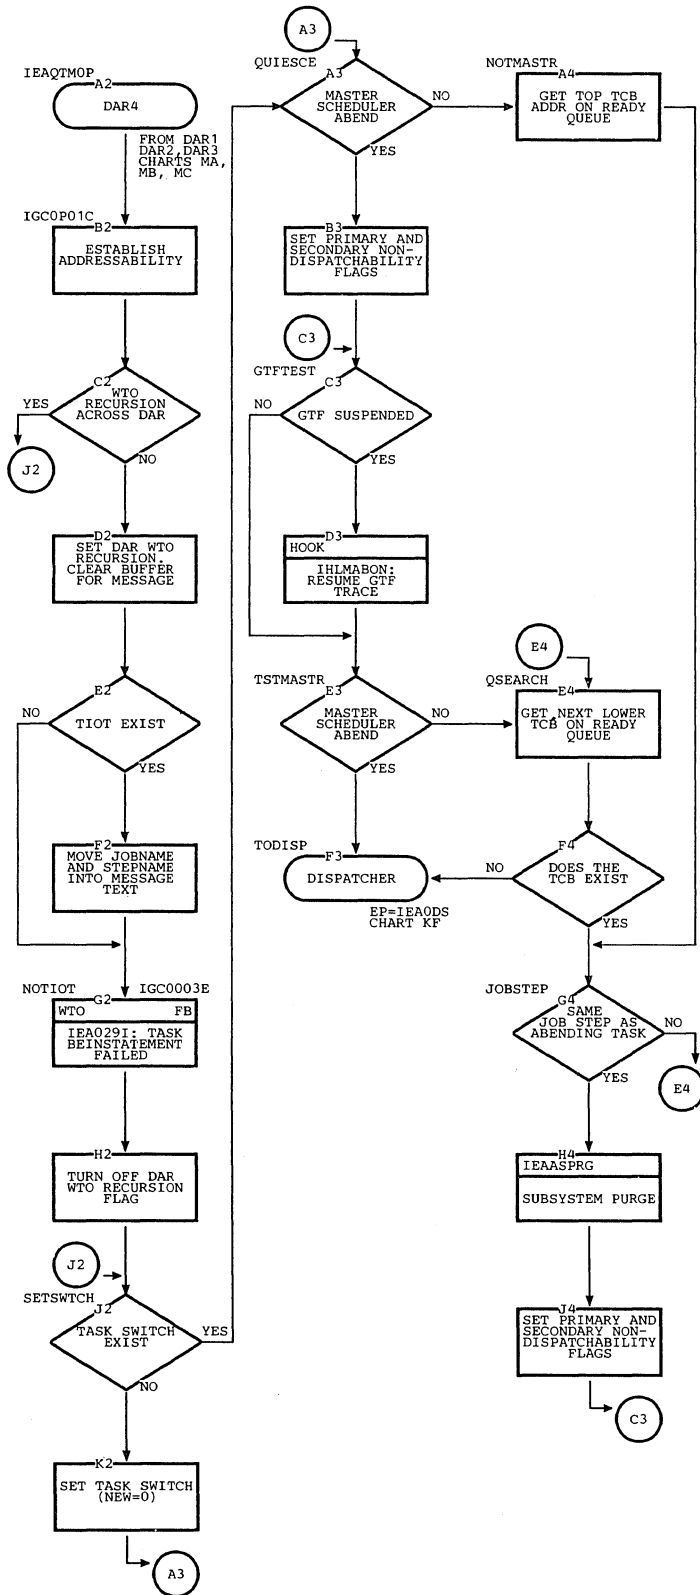 IEAQTM0P
A2
DAR4
FROM DAR1
DAR2,DAR3
CHARTS MA,
MB, MC
IGC0P01C
B2
ESTABLISH
ADDRESSABILITY
C2
WTO
RECURSION
ACROSS DAR
YES
NO
J2
D2
SET DAR WTO
RECURSION.
CLEAR BUFFER
FOR MESSAGE
E2
TIOT EXIST
NO
YES
F2
MOVE JOBNAME
AND STEPNAME
INTO MESSAGE
TEXT
NOTIOT
IGC0003E
G2
WTO FB
IEA029I: TASK
BEINSTATEMENT
FAILED
H2
TURN OFF DAR
WTO RECURSION
FLAG
J2
SETSWTCH
J2
TASK SWITCH
EXIST
YES
NO
K2
SET TASK SWITCH
(NEW=0)
A3
A3
QUIESCE
A3
MASTER
SCHEDULER
ABEND
NO
YES
B3
SET PRIMARY AND
SECONDARY NON-
DISPATCHABILITY
FLAGS
C3
GTFTEST
C3
GTF SUSPENDED
NO
YES
D3
HOOK
IHLMABON:
RESUME GTF
TRACE
TSTMASTR
E3
MASTER
SCHEDULER
ABEND
NO
YES
TODISP
F3
DISPATCHER
EP=IEA0DS
CHART KF
NOTMASTR
A4
GET TOP TCB
ADDR ON READY
QUEUE
E4
QSEARCH
E4
GET NEXT LOWER
TCB ON READY
QUEUE
F4
DOES THE
TCB EXIST
NO
YES
JOBSTEP
G4
SAME
JOB STEP AS
ABENDING TASK
NO
YES
E4
H4
IEAASPRG
SUBSYSTEM PURGE
J4
SET PRIMARY AND
SECONDARY NON-
DISPATCHABILITY
FLAGS
C3